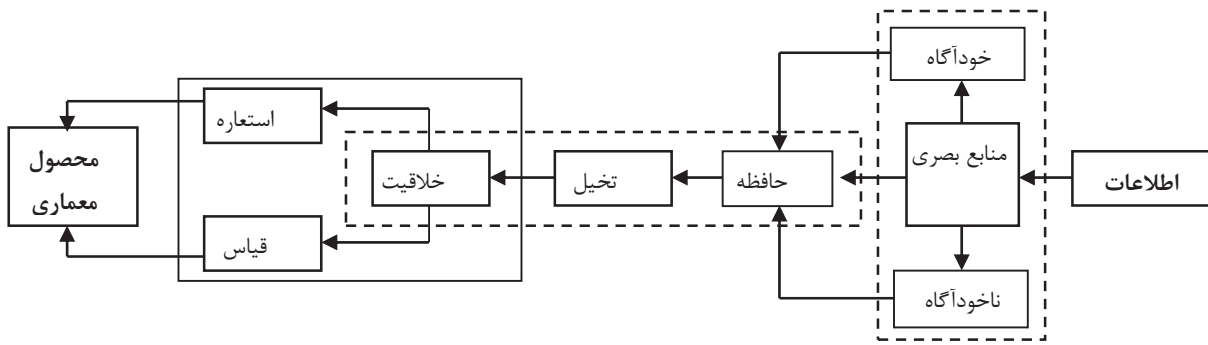 اطلاعات
خودآگاه
منابع بصری
ناخودآگاه
حافظه
تخیل
خلاقیت
استعاره
قیاس
محصول
معماری